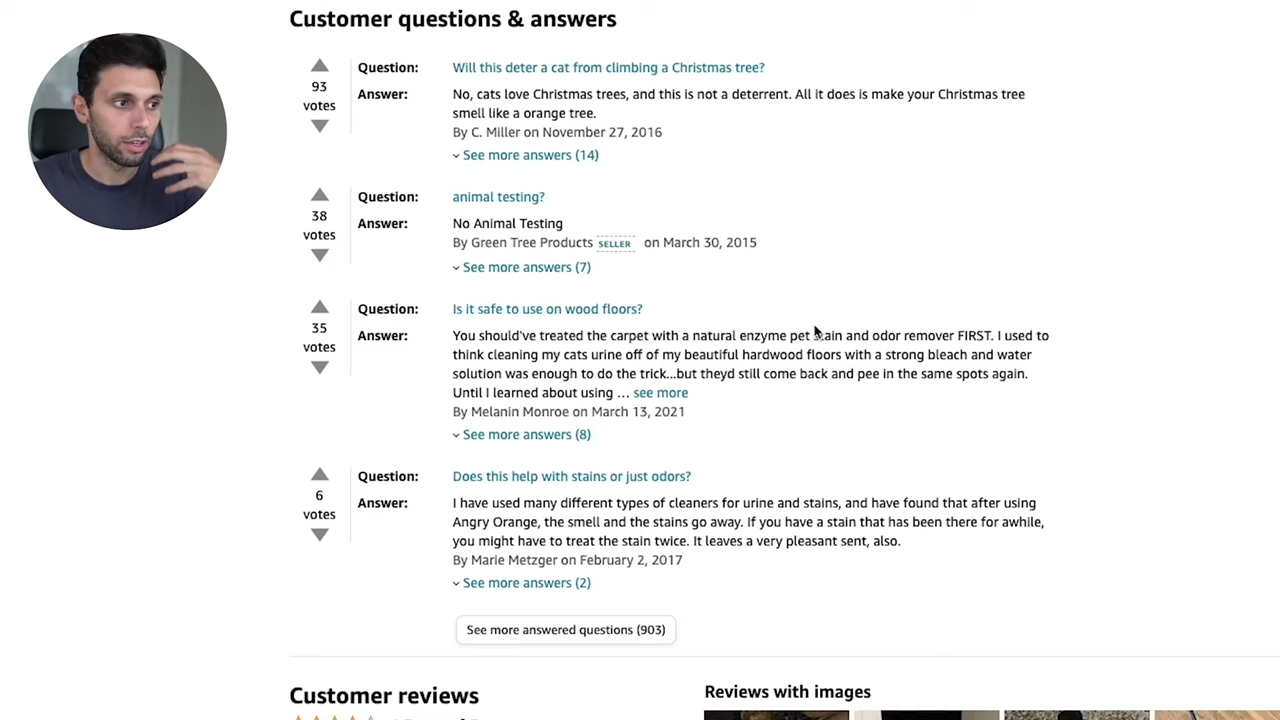 Customer questions & answers
93
votes
Question:
Will this deter a cat from climbing a Christmas tree?
Answer:
No, cats love Christmas trees, and this is not a deterrent. All it does is make your Christmas tree
smell like a orange tree.
By C. Miller on November 27, 2016
See more answers (14)
38
votes
Question:
animal testing?
Answer:
No Animal Testing
By Green Tree Products SELLER on March 30, 2015
See more answers (7)
35
votes
Question:
Is it safe to use on wood floors?
Answer:
You should've treated the carpet with a natural enzyme pet stain and odor remover FIRST. I used to
think cleaning my cats urine off of my beautiful hardwood floors with a strong bleach and water
solution was enough to do the trick...but theyd still come back and pee in the same spots again.
Until I learned about using … see more
By Melanin Monroe on March 13, 2021
See more answers (8)
6
votes
Question:
Does this help with stains or just odors?
Answer:
I have used many different types of cleaners for urine and stains, and have found that after using
Angry Orange, the smell and the stains go away. If you have a stain that has been there for awhile,
you might have to treat the stain twice. It leaves a very pleasant sent, also.
By Marie Metzger on February 2, 2017
See more answers (2)
See more answered questions (903)
Customer reviews
Reviews with images